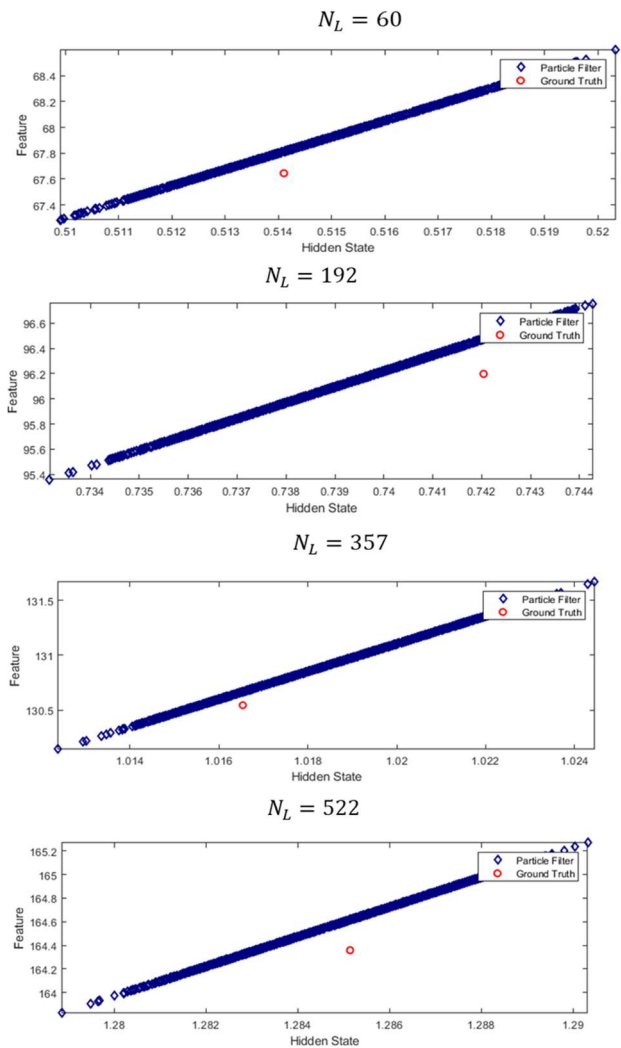 N_L = 60
Particle Filter
Ground Truth
68.4
68.2
68
67.8
67.6
67.4
Feature
0.51 0.511 0.512 0.513 0.514 0.515 0.516 0.517 0.518 0.519 0.52
Hidden State
N_L = 192
Particle Filter
Ground Truth
96.6
96.4
96.2
96
95.8
95.6
95.4
Feature
0.734 0.735 0.736 0.737 0.738 0.739 0.74 0.741 0.742 0.743 0.744
Hidden State
N_L = 357
Particle Filter
Ground Truth
131.5
131
130.5
Feature
1.014 1.016 1.018 1.02 1.022 1.024
Hidden State
N_L = 522
Particle Filter
Ground Truth
165.2
165
164.8
164.6
164.4
164.2
164
Feature
1.28 1.282 1.284 1.286 1.288 1.29
Hidden State